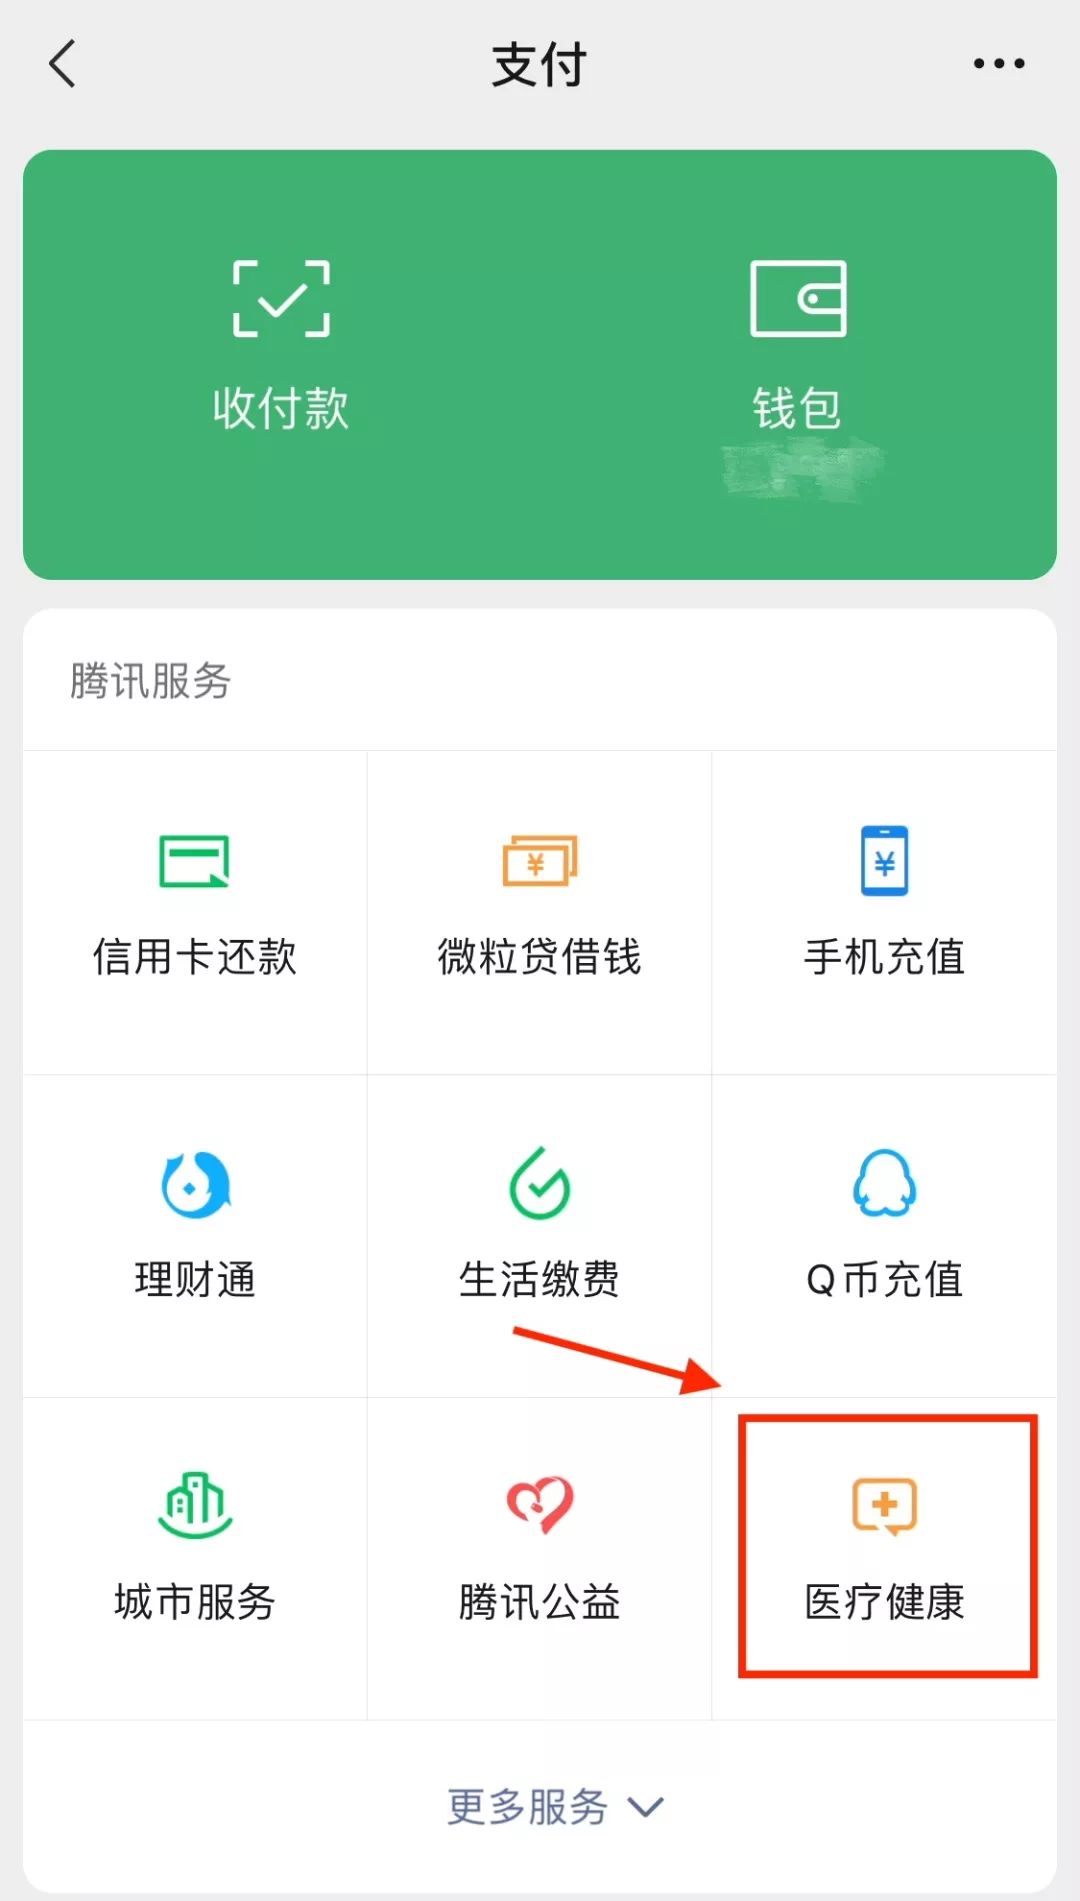 支付
收付款
钱包
腾讯服务
信用卡还款
微粒贷借钱
手机充值
理财通
生活缴费
Q币充值
城市服务
腾讯公益
医疗健康
更多服务